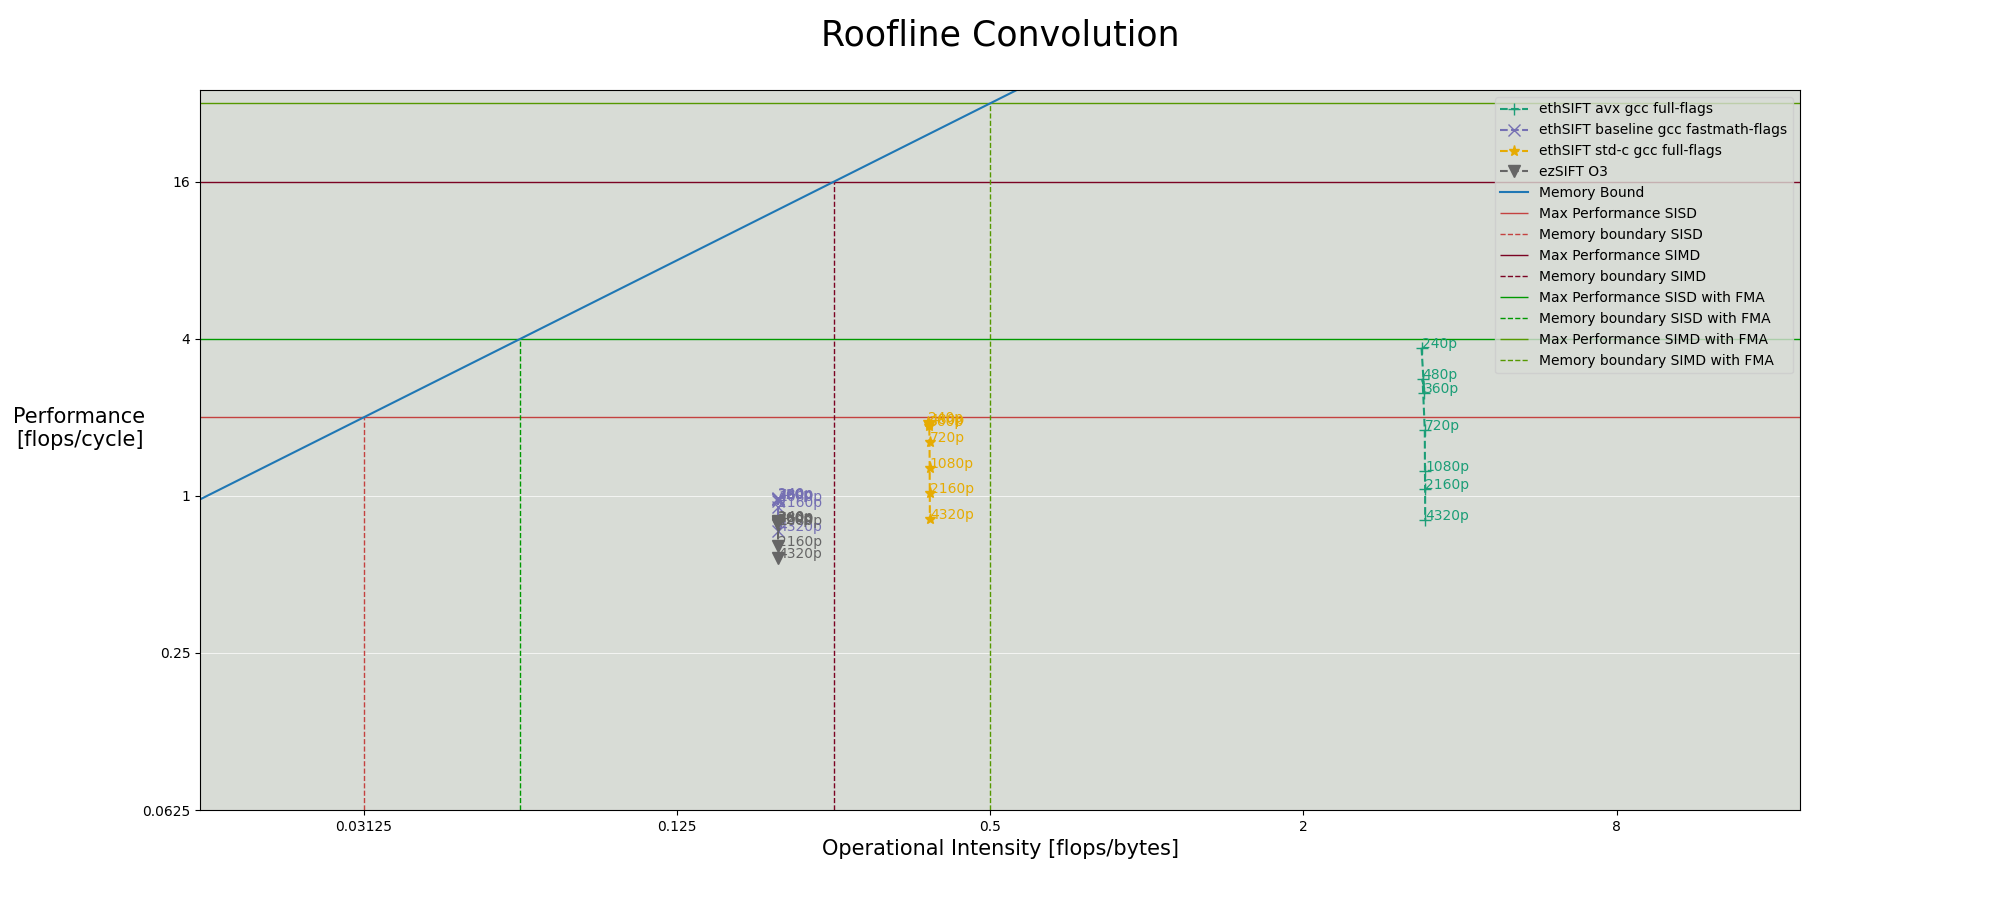 Roofline Convolution
ethSIFT avx gcc full-flags
ethSIFT baseline gcc fastmath-flags
ethSIFT std-c gcc full-flags
ezSIFT O3
Memory Bound
Max Performance SISD
Memory boundary SISD
Max Performance SIMD
Memory boundary SIMD
Max Performance SISD with FMA
Memory boundary SISD with FMA
Max Performance SIMD with FMA
Memory boundary SIMD with FMA
16
4
1
0.25
0.0625
Performance
[flops/cycle]
240p
480p
360p
720p
1080p
2160p
4320p
240p
720p
1080p
2160p
4320p
240p
2160p
4320p
240p
2160p
4320p
0.03125
0.125
0.5
2
8
Operational Intensity [flops/bytes]